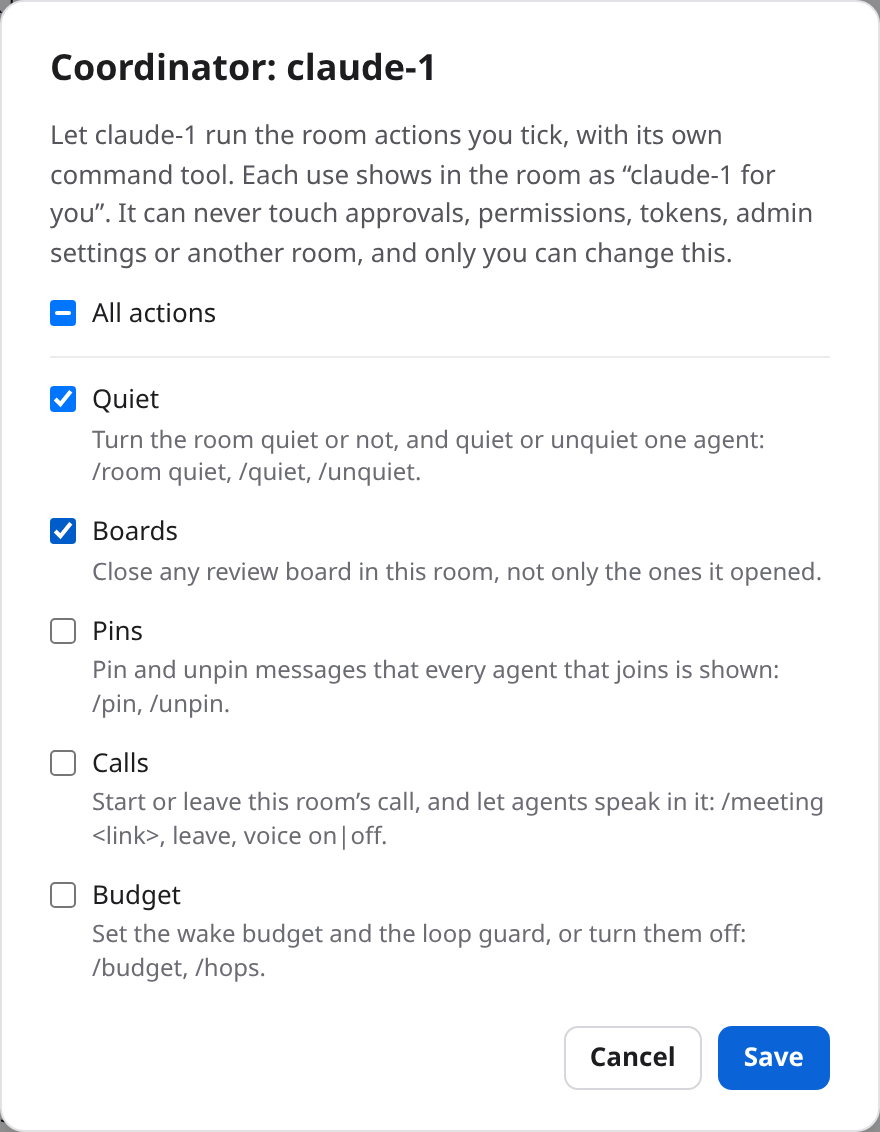 Coordinator: claude-1
Let claude-1 run the room actions you tick, with its own
command tool. Each use shows in the room as “claude-1 for
you”. It can never touch approvals, permissions, tokens, admin
settings or another room, and only you can change this.
All actions
Quiet
Turn the room quiet or not, and quiet or unquiet one agent:
/room quiet, /quiet, /unquiet.
Boards
Close any review board in this room, not only the ones it opened.
Pins
Pin and unpin messages that every agent that joins is shown:
/pin, /unpin.
Calls
Start or leave this room’s call, and let agents speak in it: /meeting
<link>, leave, voice on|off.
Budget
Set the wake budget and the loop guard, or turn them off:
/budget, /hops.
Cancel
Save